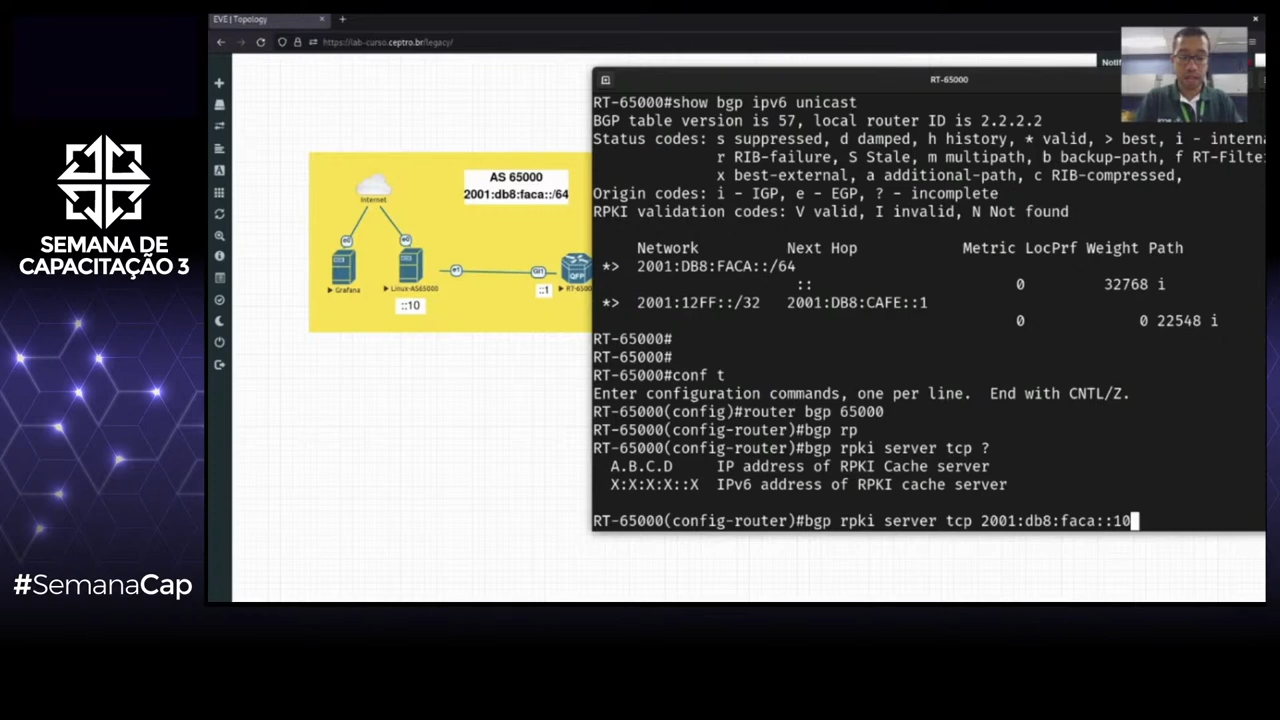 EVE | Topology
https://lab-curso.ceptro.br/legacy/
SEMANA DE
CAPACITAÇÃO 3
#SemanaCap
AS 65000
2001:db8:faca::/64
Internet
e0
e0
Grafana
Linux-AS65000
::10
e1
Gi1
::1
QFP
RT-6500
RT-65000
RT-65000#show bgp ipv6 unicast
BGP table version is 57, local router ID is 2.2.2.2
Status codes: s suppressed, d damped, h history, * valid, > best, i - interna
r RIB-failure, S Stale, m multipath, b backup-path, f RT-Filter
x best-external, a additional-path, c RIB-compressed,
Origin codes: i - IGP, e - EGP, ? - incomplete
RPKI validation codes: V valid, I invalid, N Not found
Network Next Hop Metric LocPrf Weight Path
*> 2001:DB8:FACA::/64
:: 0 32768 i
*> 2001:12FF::/32 2001:DB8:CAFE::1
0 0 22548 i
RT-65000#
RT-65000#
RT-65000#conf t
Enter configuration commands, one per line. End with CNTL/Z.
RT-65000(config)#router bgp 65000
RT-65000(config-router)#bgp rp
RT-65000(config-router)#bgp rpki server tcp ?
A.B.C.D IP address of RPKI Cache server
X:X:X:X::X IPv6 address of RPKI cache server
RT-65000(config-router)#bgp rpki server tcp 2001:db8:faca::10